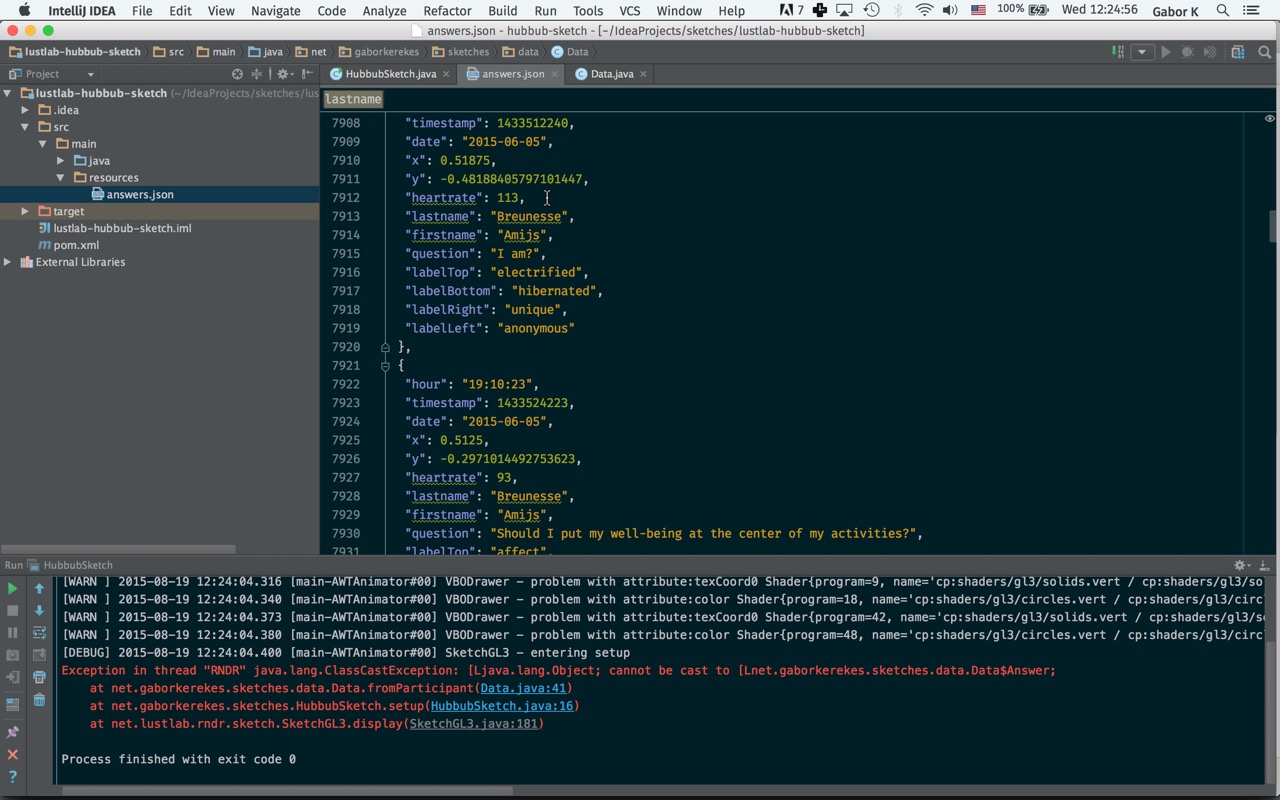 IntelliJ IDEA File Edit View Navigate Code Analyze Refactor Build Run Tools VCS Window Help 7 100% Wed 12:24:56 Gabor K
answers.json - hubbub-sketch - [~/IdeaProjects/sketches/lustlab-hubbub-sketch]
lustlab-hubbub-sketch src main java net gaborkerekes sketches data Data
Project
HubbubSketch.java answers.json Data.java
lustlab-hubbub-sketch (~/IdeaProjects/sketches/lus
.idea
src
main
java
resources
answers.json
target
lustlab-hubbub-sketch.iml
pom.xml
External Libraries
lastname
7908 "timestamp": 1433512240,
7909 "date": "2015-06-05",
7910 "x": 0.51875,
7911 "y": -0.48188405797101447,
7912 "heartrate": 113,
7913 "lastname": "Breunesse",
7914 "firstname": "Amijs",
7915 "question": "I am?",
7916 "labelTop": "electrified",
7917 "labelBottom": "hibernated",
7918 "labelRight": "unique",
7919 "labelLeft": "anonymous"
7920 },
7921 {
7922 "hour": "19:10:23",
7923 "timestamp": 1433524223,
7924 "date": "2015-06-05",
7925 "x": 0.5125,
7926 "y": -0.2971014492753623,
7927 "heartrate": 93,
7928 "lastname": "Breunesse",
7929 "firstname": "Amijs",
7930 "question": "Should I put my well-being at the center of my activities?",
7931 "labelTop": "affect",
Run HubbubSketch
[WARN ] 2015-08-19 12:24:04.316 [main-AWTAnimator#00] VBODrawer - problem with attribute:texCoord0 Shader{program=9, name='cp:shaders/gl3/solids.vert / cp:shaders/gl3/so
[WARN ] 2015-08-19 12:24:04.340 [main-AWTAnimator#00] VBODrawer - problem with attribute:color Shader{program=18, name='cp:shaders/gl3/circles.vert / cp:shaders/gl3/circ
[WARN ] 2015-08-19 12:24:04.373 [main-AWTAnimator#00] VBODrawer - problem with attribute:texCoord0 Shader{program=42, name='cp:shaders/gl3/solids.vert / cp:shaders/gl3/s
[WARN ] 2015-08-19 12:24:04.380 [main-AWTAnimator#00] VBODrawer - problem with attribute:color Shader{program=48, name='cp:shaders/gl3/circles.vert / cp:shaders/gl3/circ
[DEBUG] 2015-08-19 12:24:04.400 [main-AWTAnimator#00] SketchGL3 - entering setup
Exception in thread "RNDR" java.lang.ClassCastException: [Ljava.lang.Object; cannot be cast to [Lnet.gaborkerekes.sketches.data.Data$Answer;
at net.gaborkerekes.sketches.data.Data.fromParticipant(Data.java:41)
at net.gaborkerekes.sketches.HubbubSketch.setup(HubbubSketch.java:16)
at net.lustlab.rndr.sketch.SketchGL3.display(SketchGL3.java:181)
Process finished with exit code 0